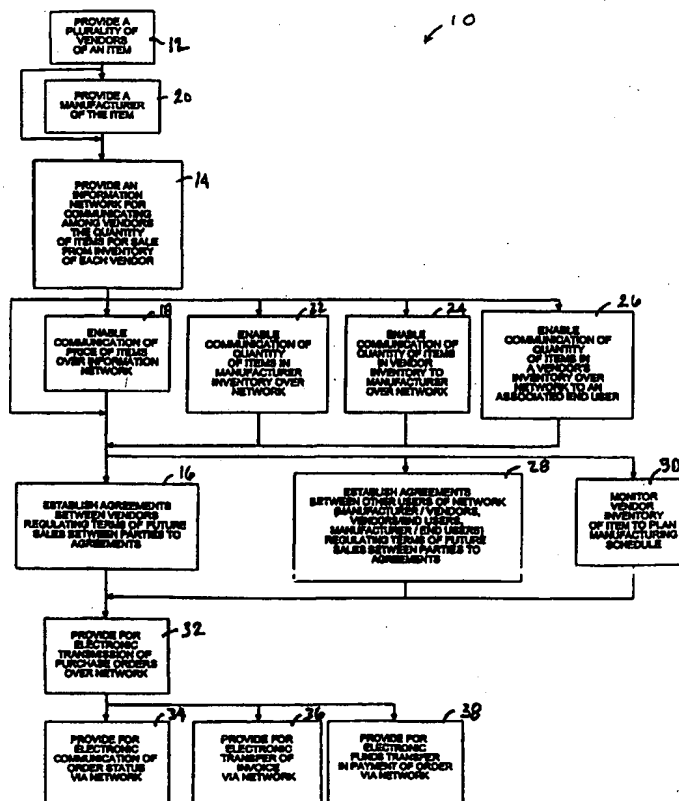 10
PROVIDE A
PLURALITY OF
VENDORS
OF AN ITEM
12
PROVIDE A
MANUFACTURER
OF THE ITEM
20
PROVIDE AN
INFORMATION
NETWORK FOR
COMMUNICATING
AMONG VENDORS
THE QUANTITY
OF ITEMS FOR SALE
FROM INVENTORY
OF EACH VENDOR
14
ENABLE
COMMUNICATION OF
PRICE OF ITEMS
OVER INFORMATION
NETWORK
18
ENABLE
COMMUNICATION OF
QUANTITY
OF ITEMS IN
MANUFACTURER
INVENTORY OVER
NETWORK
22
ENABLE
COMMUNICATION OF
QUANTITY OF ITEMS
IN VENDOR
INVENTORY TO
MANUFACTURER
OVER NETWORK
24
ENABLE
COMMUNICATION
OF QUANTITY
OF ITEMS IN
A VENDOR'S
INVENTORY OVER
NETWORK TO AN
ASSOCIATED END USER
26
ESTABLISH AGREEMENTS
BETWEEN VENDORS
REGULATING TERMS OF FUTURE
SALES BETWEEN PARTIES TO
AGREEMENTS
16
ESTABLISH AGREEMENTS
BETWEEN OTHER USERS OF NETWORK
(MANUFACTURER / VENDORS,
VENDORS/END USERS,
MANUFACTURER / END USERS)
REGULATING TERMS OF FUTURE
SALES BETWEEN PARTIES TO
AGREEMENTS
28
MONITOR
VENDOR
INVENTORY
OF ITEM TO PLAN
MANUFACTURING
SCHEDULE
30
PROVIDE FOR
ELECTRONIC
TRANSMISSION OF
PURCHASE ORDERS
OVER NETWORK
32
PROVIDE FOR
ELECTRONIC
COMMUNICATION OF
ORDER STATUS
VIA NETWORK
34
PROVIDE FOR
ELECTRONIC
TRANSFER OF
INVOICE
VIA NETWORK
36
PROVIDE FOR
ELECTRONIC
FUNDS TRANSFER
IN PAYMENT OF ORDER
VIA NETWORK
38